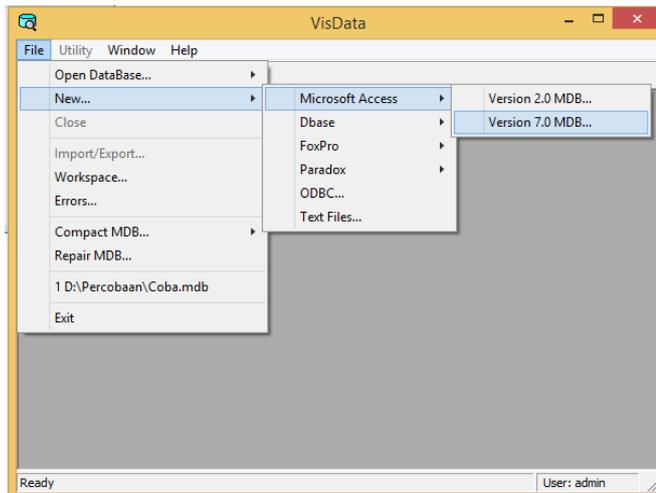 VisData
File Utility Window Help
Open DataBase...
New...
Close
Import/Export...
Workspace...
Errors...
Compact MDB...
Repair MDB...
1 D:\Percobaan\Coba.mdb
Exit
Microsoft Access
Dbase
FoxPro
Paradox
ODBC...
Text Files...
Version 2.0 MDB...
Version 7.0 MDB...
Ready User: admin